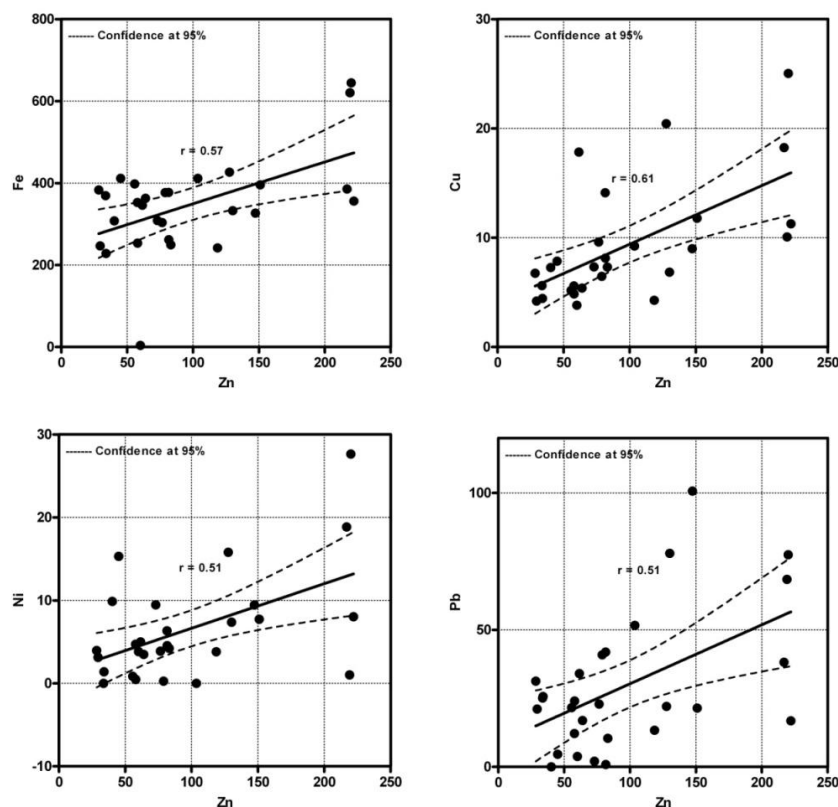 800
600
400
200
0
Fe
------ Confidence at 95%
r = 0.57
0 50 100 150 200 250
Zn
30
20
10
0
Cu
------ Confidence at 95%
r = 0.61
0 50 100 150 200 250
Zn
30
20
10
0
-10
Ni
------ Confidence at 95%
r = 0.51
0 50 100 150 200 250
Zn
100
50
0
Pb
------ Confidence at 95%
r = 0.51
0 50 100 150 200 250
Zn